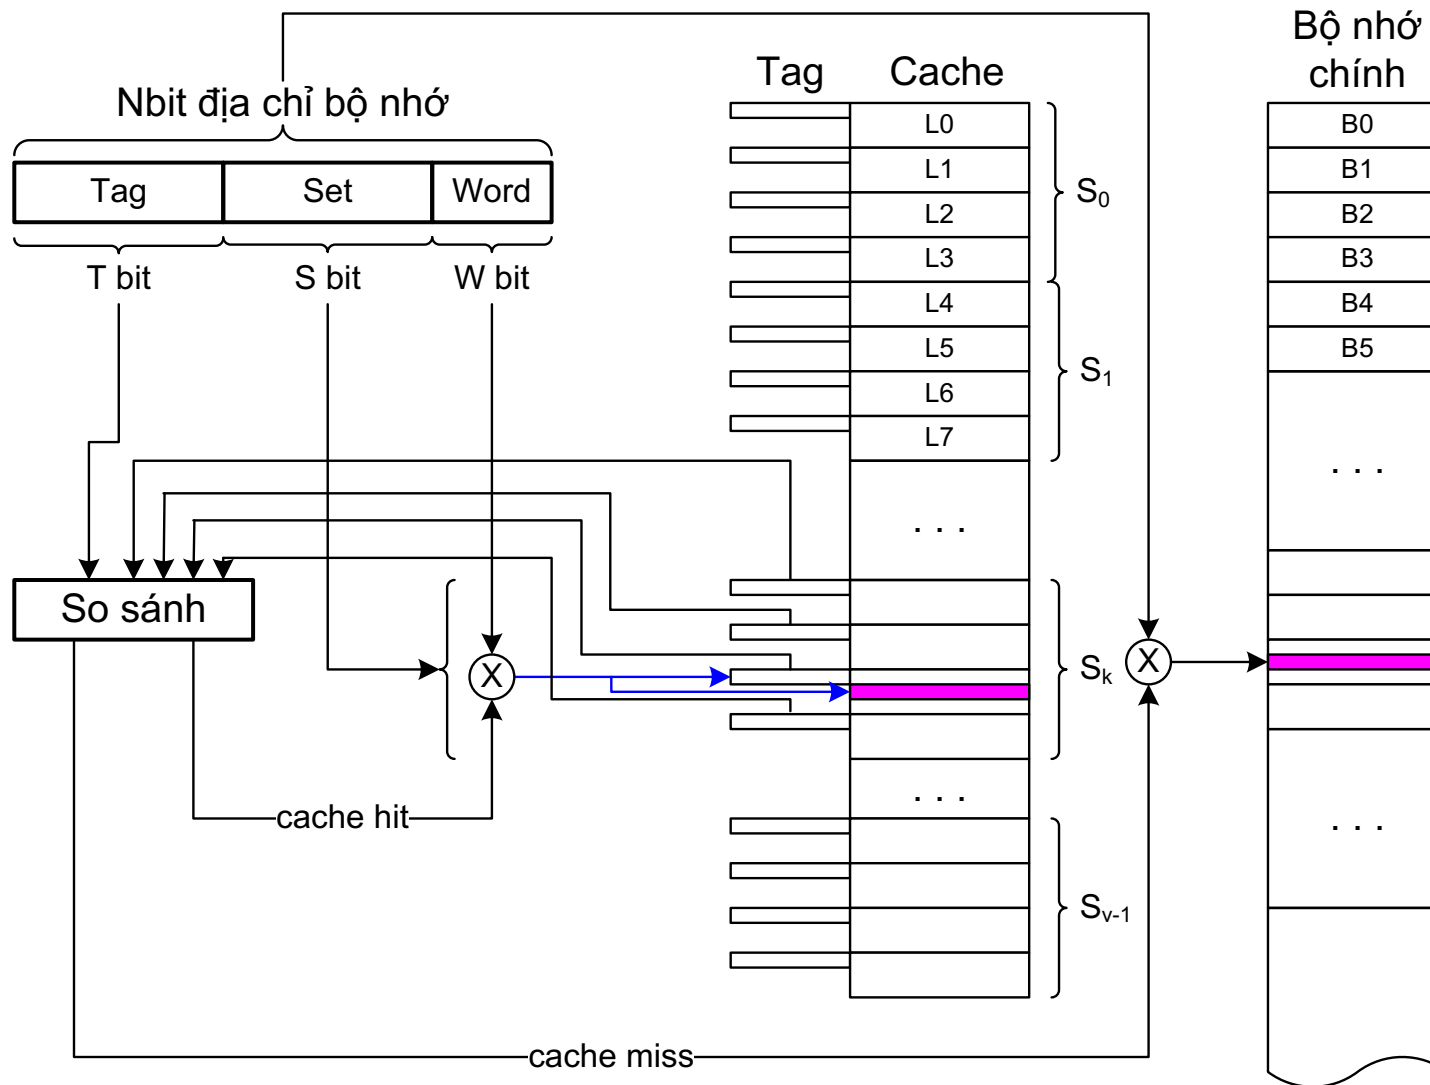 Bộ nhớ
chính
Tag Cache
Nbit địa chỉ bộ nhớ
Tag Set Word
T bit S bit W bit
L0
L1
L2
L3
L4
L5
L6
L7
. . .
. . .
S0
S1
Sk
Sv-1
B0
B1
B2
B3
B4
B5
. . .
. . .
So sánh
X
X
cache hit
cache miss